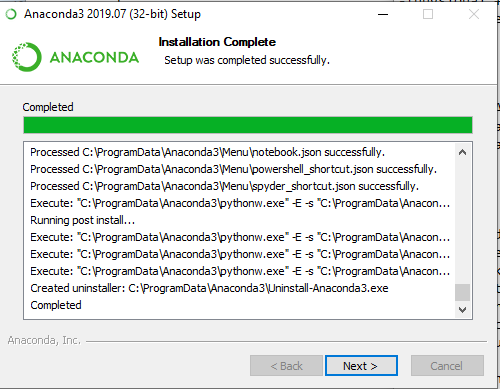 Anaconda3 2019.07 (32-bit) Setup
ANACONDA
Installation Complete
Setup was completed successfully.
Completed
Processed C:\ProgramData\Anaconda3\Menu\notebook.json successfully.
Processed C:\ProgramData\Anaconda3\Menu\powershell_shortcut.json successfully.
Processed C:\ProgramData\Anaconda3\Menu\spyder_shortcut.json successfully.
Execute: "C:\ProgramData\Anaconda3\pythonw.exe" -E -s "C:\ProgramData\Anacon...
Running post install...
Execute: "C:\ProgramData\Anaconda3\pythonw.exe" -E -s "C:\ProgramData\Anacon...
Execute: "C:\ProgramData\Anaconda3\pythonw.exe" -E -s "C:\ProgramData\Anacon...
Execute: "C:\ProgramData\Anaconda3\pythonw.exe" -E -s "C:\ProgramData\Anacon...
Created uninstaller: C:\ProgramData\Anaconda3\Uninstall-Anaconda3.exe
Completed
Anaconda, Inc.
< Back Next > Cancel